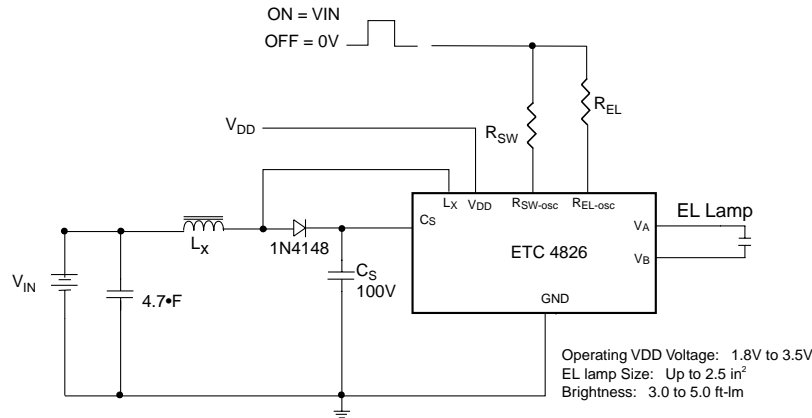 ON = VIN
OFF = 0V
REL
RSW
VDD
LX VDD RSW-osc REL-osc
CS
EL Lamp
VA
LX
1N4148
ETC 4826
VB
VIN
CS
100V
4.7•F
GND
Operating VDD Voltage: 1.8V to 3.5V
EL lamp Size: Up to 2.5 in²
Brightness: 3.0 to 5.0 ft-lm